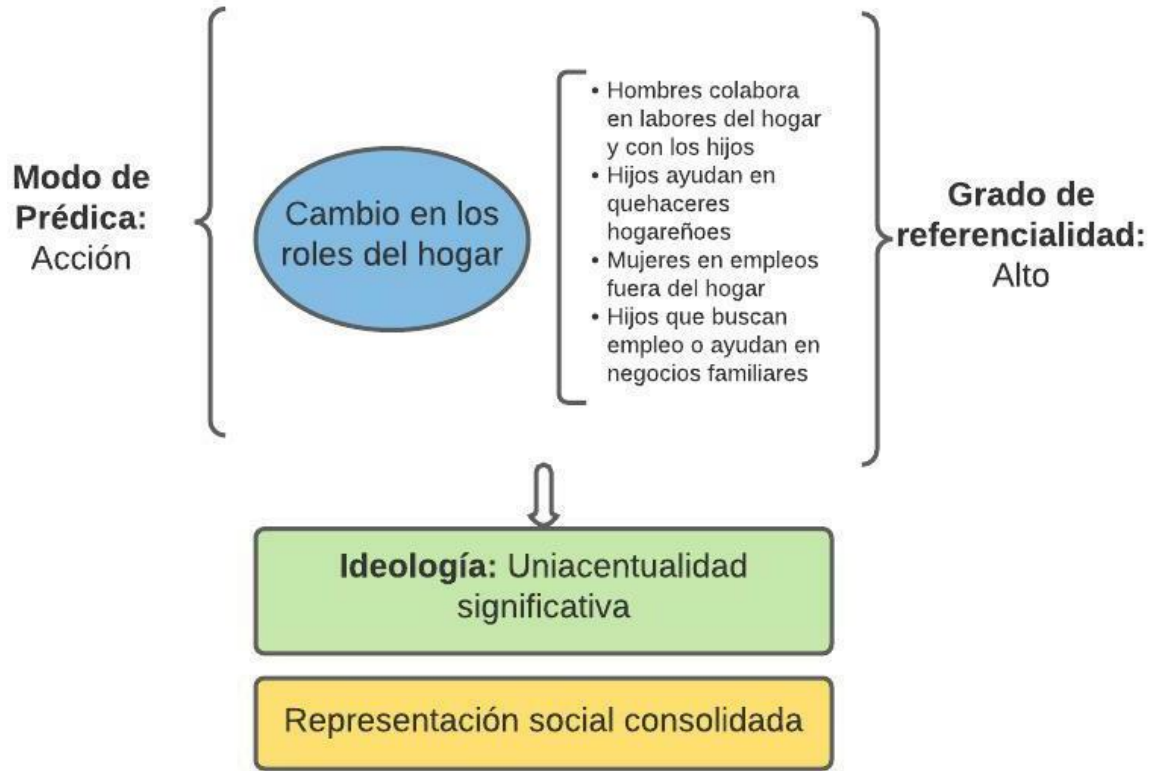 Modo de
Prédica:
Acción
Cambio en los
roles del hogar
• Hombres colabora
en labores del hogar
y con los hijos
• Hijos ayudan en
quehaceres
hogareñoes
• Mujeres en empleos
fuera del hogar
• Hijos que buscan
empleo o ayudan en
negocios familiares
Grado de
referencialidad:
Alto
Ideología: Uniacentualidad
significativa
Representación social consolidada